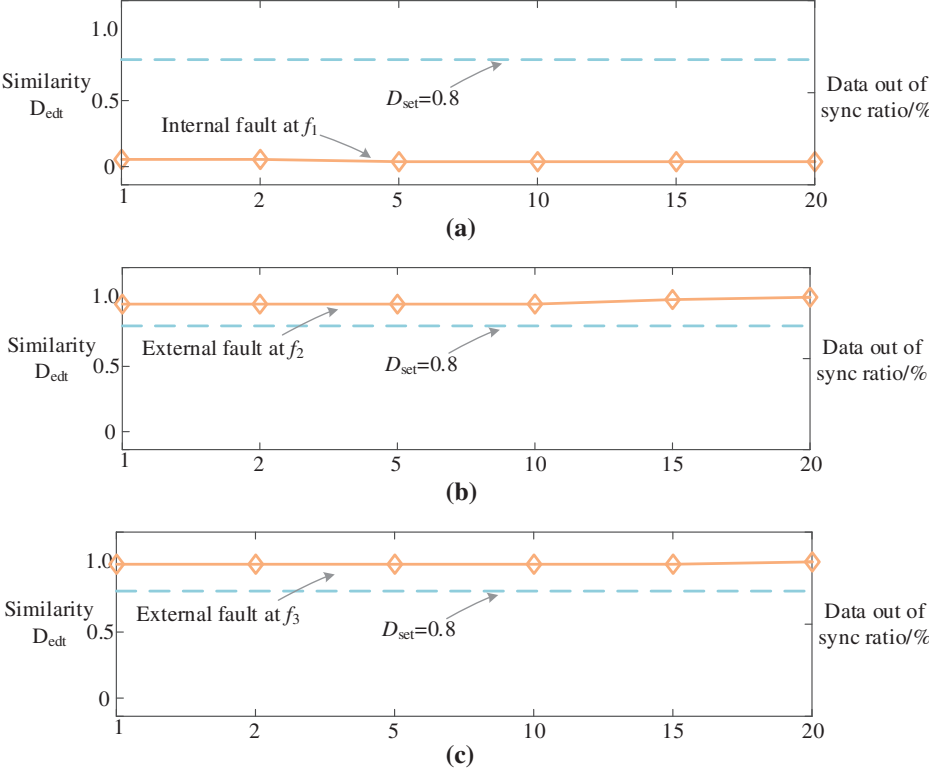 1.0
Similarity
D_edt
0.5
0
D_set=0.8
Internal fault at f_1
Data out of
sync ratio/%
1 2 5 10 15 20
(a)
1.0
Similarity
D_edt
0.5
0
External fault at f_2
D_set=0.8
Data out of
sync ratio/%
1 2 5 10 15 20
(b)
1.0
Similarity
D_edt
0.5
0
External fault at f_3
D_set=0.8
Data out of
sync ratio/%
1 2 5 10 15 20
(c)